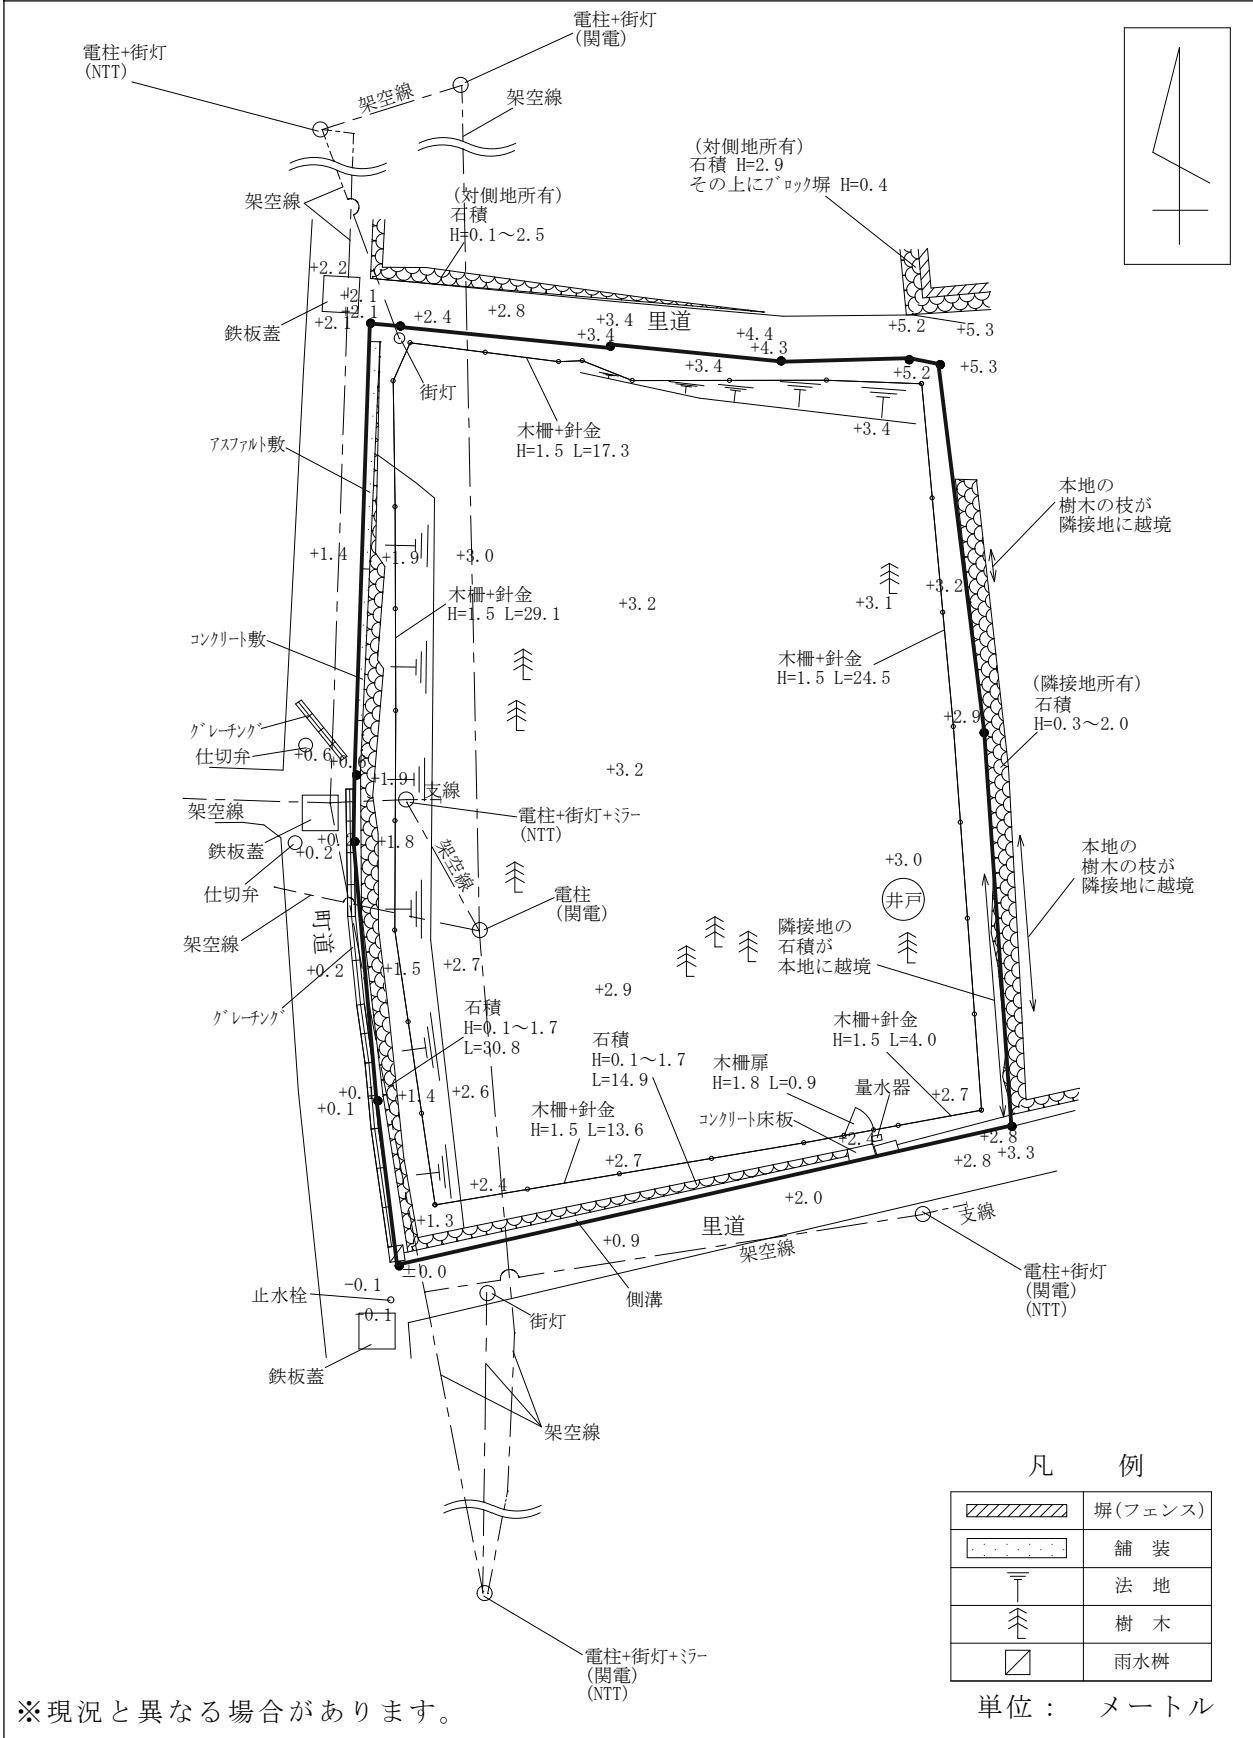 電柱+街灯
(関電)
電柱+街灯
(NTT)
架空線
架空線
(対側地所有)
石積 H=2.9
その上にブロック塀 H=0.4
架空線
(対側地所有)
石積
H=0.1～2.5
+2.2
+2.1
+2.1
+2.1
鉄板蓋
+2.4
+2.8
+3.4
+3.4
里道
+4.4
+4.3
+5.2
+5.3
+5.2
+5.3
+3.4
街灯
+3.4
木柵+針金
H=1.5 L=17.3
アスファルト敷
本地の
樹木の枝が
隣接地に越境
+1.4
+1.9
+3.0
+3.2
+3.1
+3.2
木柵+針金
H=1.5 L=29.1
コンクリート敷
木柵+針金
H=1.5 L=24.5
(隣接地所有)
石積
H=0.3～2.0
+2.9
グレーチング
仕切弁
+0.6
+0.6
+1.9
+3.2
支線
架空線
電柱+街灯+ミラー
(NTT)
鉄板蓋
+0.2
+0.2
+1.8
架空線
本地の
樹木の枝が
隣接地に越境
+3.0
井戸
仕切弁
電柱
(関電)
町道
架空線
隣接地の
石積が
本地に越境
+0.2
+1.5
+2.7
+2.9
グレーチング
石積
H=0.1～1.7
L=30.8
石積
H=0.1～1.7
L=14.9
木柵+針金
H=1.5 L=4.0
木柵扉
H=1.8 L=0.9
量水器
+0.1
+0.1
+1.4
+2.6
木柵+針金
H=1.5 L=13.6
コンクリート床板
+2.7
+2.4
+2.8
+3.3
+2.8
+2.7
+2.4
+1.3
+2.0
里道
支線
+0.9
架空線
±0.0
-0.1
止水栓
-0.1
側溝
街灯
電柱+街灯
(関電)
(NTT)
鉄板蓋
架空線
凡 例
塀(フェンス)
舗 装
法 地
樹 木
雨水桝
電柱+街灯+ミラー
(関電)
(NTT)
単位： メートル
※現況と異なる場合があります。